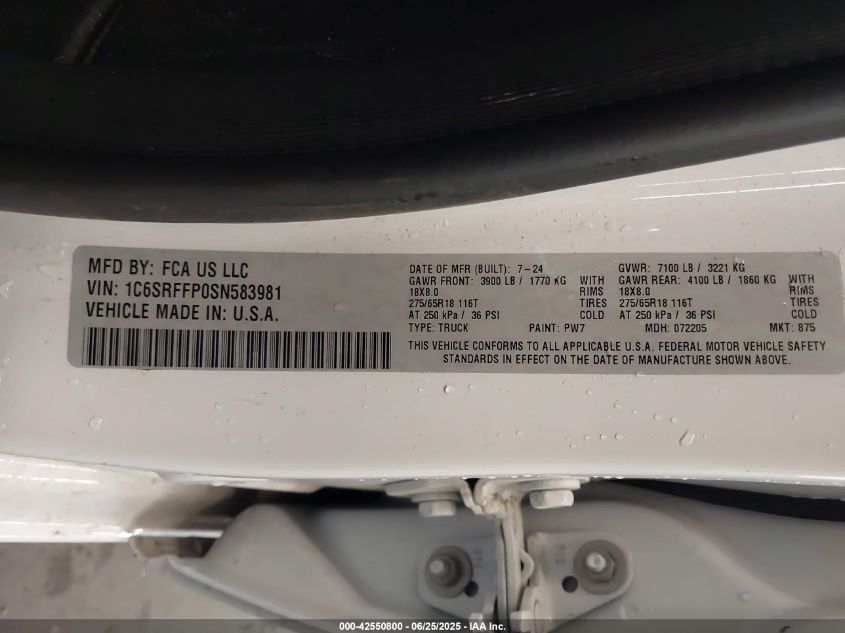 MFD BY: FCA US LLC
VIN: 1C6SRFFP0SN583981
VEHICLE MADE IN: U.S.A.
DATE OF MFR (BUILT): 7-24
GAWR FRONT: 3900 LB / 1770 KG WITH
18X8.0 RIMS
275/65R18 116T TIRES
AT 250 kPa / 36 PSI COLD
TYPE: TRUCK PAINT: PW7
GVWR: 7100 LB / 3221 KG
GAWR REAR: 4100 LB / 1860 KG WITH
18X8.0 RIMS
275/65R18 116T TIRES
AT 250 kPa / 36 PSI COLD
MDH: 072205 MKT: 875
THIS VEHICLE CONFORMS TO ALL APPLICABLE U.S.A. FEDERAL MOTOR VEHICLE SAFETY
STANDARDS IN EFFECT ON THE DATE OF MANUFACTURE SHOWN ABOVE.
000-42550800 - 06/25/2025 - IAA Inc.